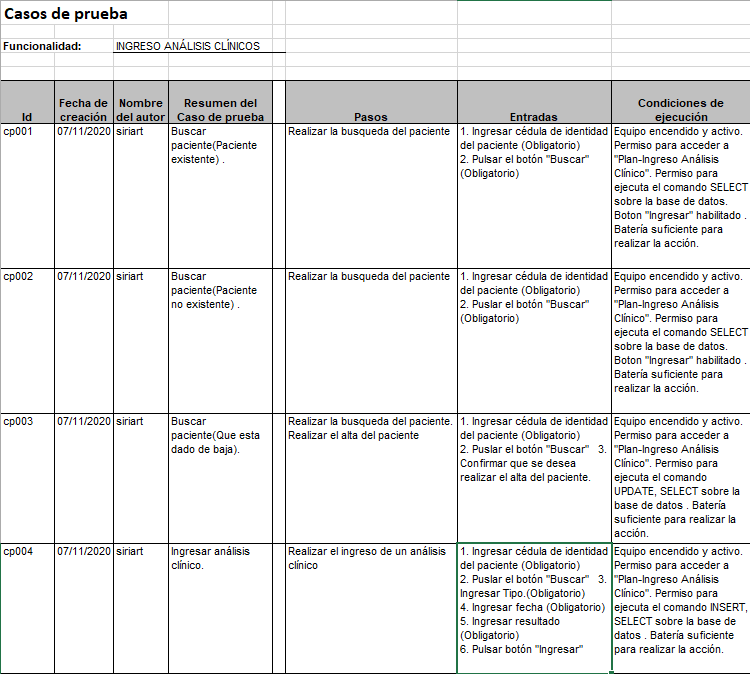 Casos de prueba
Funcionalidad: INGRESO ANÁLISIS CLÍNICOS
Id
Fecha de
creación
Nombre
del autor
Resumen del
Caso de prueba
Pasos
Entradas
Condiciones de
ejecución
cp001
07/11/2020
siriart
Buscar
paciente(Paciente
existente) .
Realizar la busqueda del paciente
1. Ingresar cédula de identidad
del paciente (Obligatorio)
2. Pulsar el botón "Buscar"
(Obligatorio)
Equipo encendido y activo.
Permiso para acceder a
"Plan-Ingreso Análisis
Clínico". Permiso para
ejecuta el comando SELECT
sobre la base de datos.
Boton "Ingresar" habilitado .
Batería suficiente para
realizar la acción.
cp002
07/11/2020
siriart
Buscar
paciente(Paciente
no existente) .
Realizar la busqueda del paciente
1. Ingresar cédula de identidad
del paciente (Obligatorio)
2. Puslar el botón "Buscar"
(Obligatorio)
Equipo encendido y activo.
Permiso para acceder a
"Plan-Ingreso Análisis
Clínico". Permiso para
ejecuta el comando SELECT
sobre la base de datos.
Boton "Ingresar" habilitado .
Batería suficiente para
realizar la acción.
cp003
07/11/2020
siriart
Buscar
paciente(Que esta
dado de baja).
Realizar la busqueda del paciente.
Realizar el alta del paciente
1. Ingresar cédula de identidad
del paciente (Obligatorio)
2. Puslar el botón "Buscar" 3.
Confirmar que se desea
realizar el alta del paciente.
Equipo encendido y activo.
Permiso para acceder a
"Plan-Ingreso Análisis
Clínico". Permiso para
ejecuta el comando
UPDATE, SELECT sobre la
base de datos . Batería
suficiente para realizar la
acción.
cp004
07/11/2020
siriart
Ingresar análisis
clínico.
Realizar el ingreso de un análisis
clínico
1. Ingresar cédula de identidad
del paciente (Obligatorio)
2. Puslar el botón "Buscar" 3.
Ingresar Tipo.(Obligatorio)
4. Ingresar fecha (Obligatorio)
5. Ingresar resultado
(Obligatorio)
6. Pulsar botón "Ingresar"
Equipo encendido y activo.
Permiso para acceder a
"Plan-Ingreso Análisis
Clínico". Permiso para
ejecuta el comando INSERT,
SELECT sobre la base de
datos . Batería suficiente
para realizar la acción.